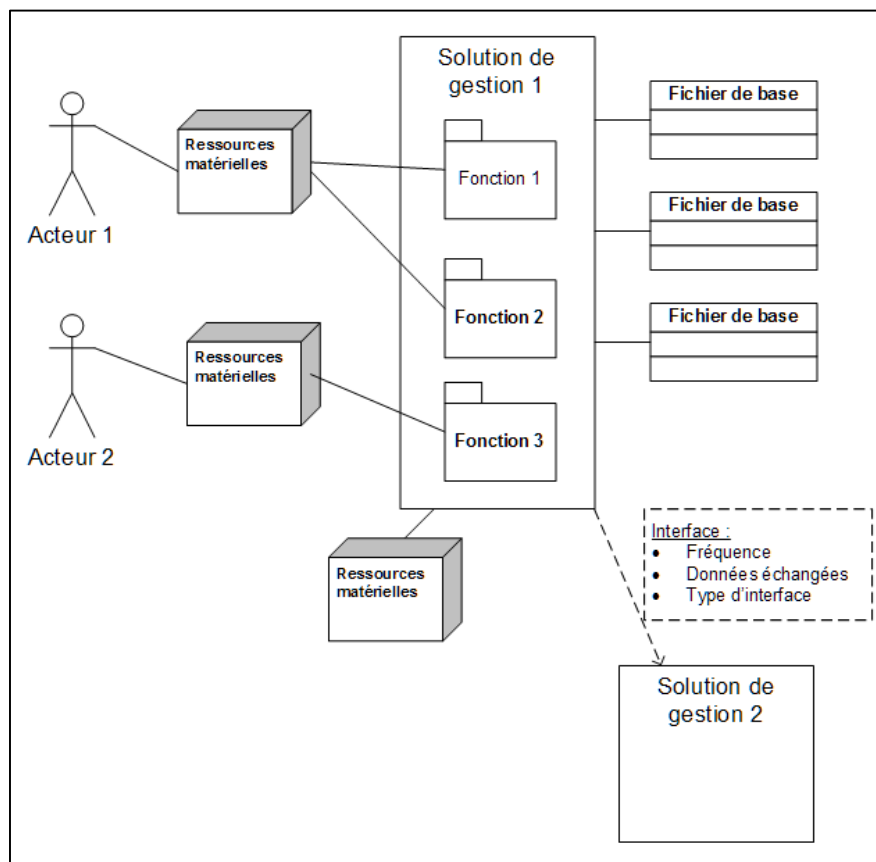 Solution de
gestion 1
Fichier de base
Ressources
matérielles
Fonction 1
Acteur 1
Fichier de base
Fonction 2
Fichier de base
Ressources
matérielles
Fonction 3
Acteur 2
Interface :
• Fréquence
• Données échangées
• Type d'interface
Ressources
matérielles
Solution de
gestion 2